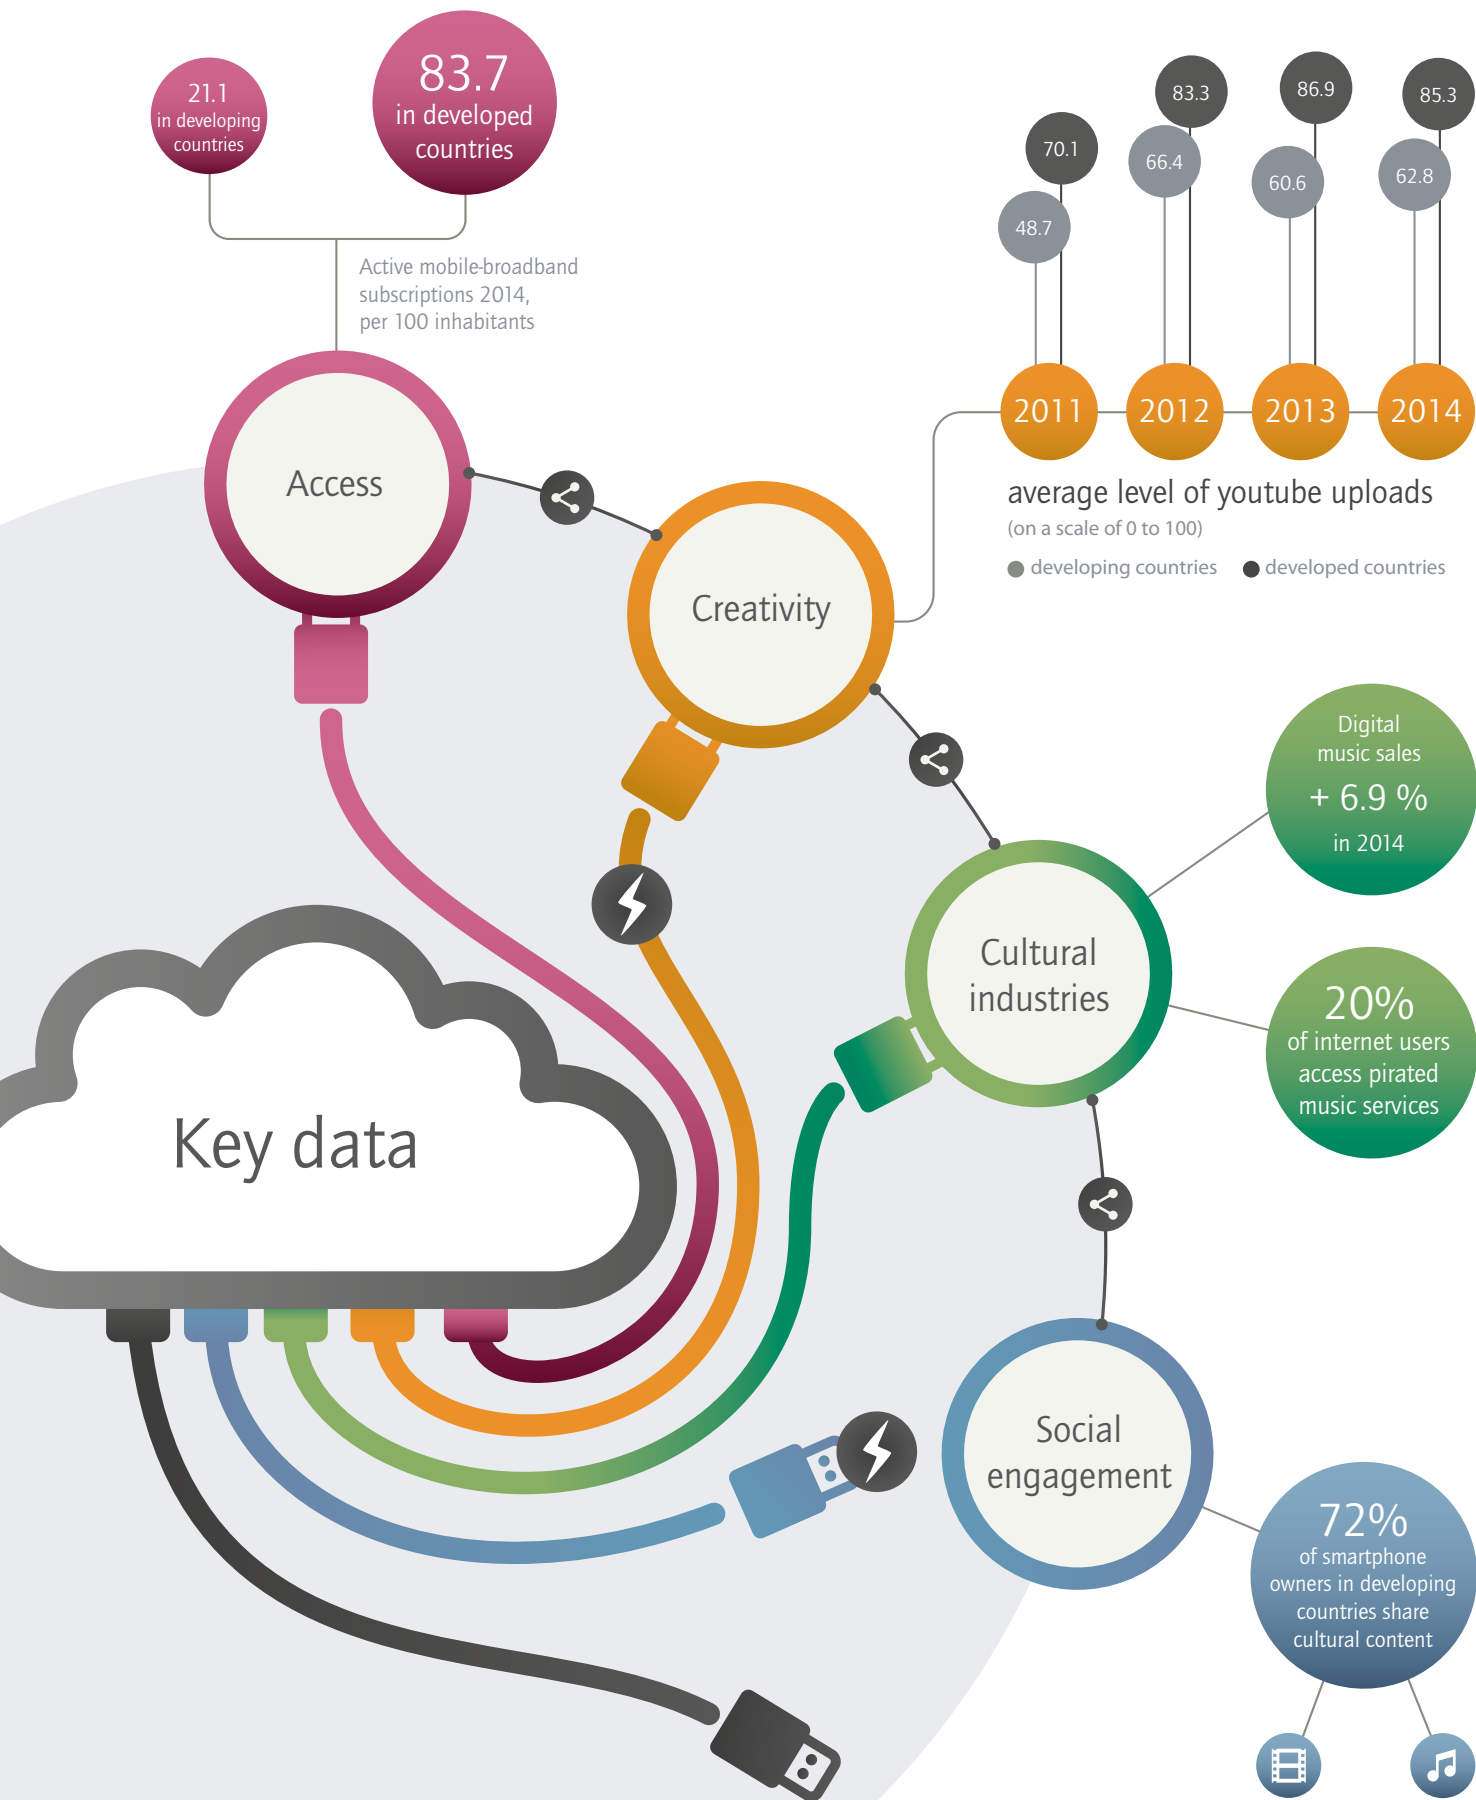 21.1
in developing
countries
83.7
in developed
countries
Active mobile-broadband
subscriptions 2014,
per 100 inhabitants
Access
48.7
70.1
66.4
83.3
60.6
86.9
62.8
85.3
2011
2012
2013
2014
average level of youtube uploads
(on a scale of 0 to 100)
developing countries
developed countries
Creativity
Digital
music sales
+ 6.9 %
in 2014
Cultural
industries
20%
of internet users
access pirated
music services
Key data
Social
engagement
72%
of smartphone
owners in developing
countries share
cultural content